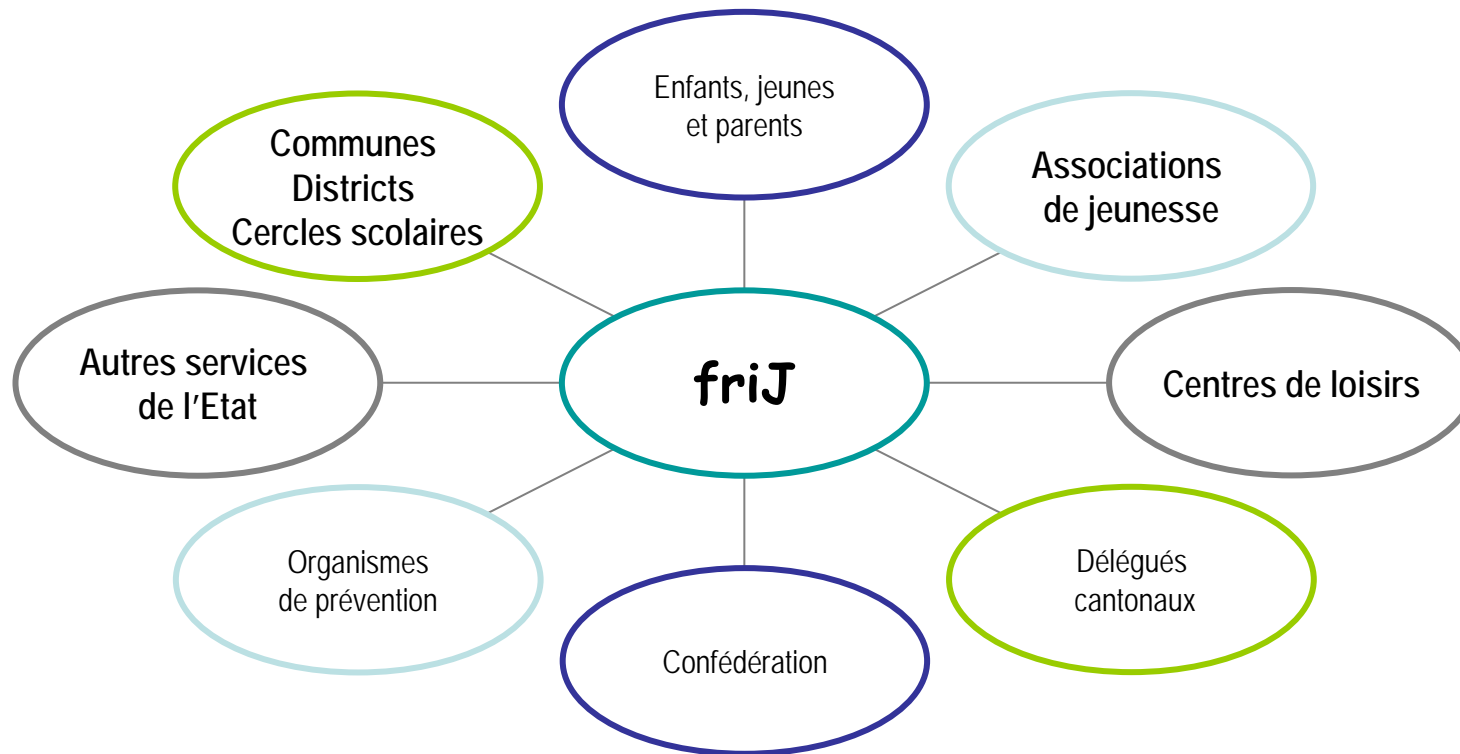 Enfants, jeunes
et parents
Communes
Districts
Cercles scolaires
Associations
de jeunesse
Autres services
de l'Etat
friJ
Centres de loisirs
Organismes
de prévention
Délégués
cantonaux
Confédération